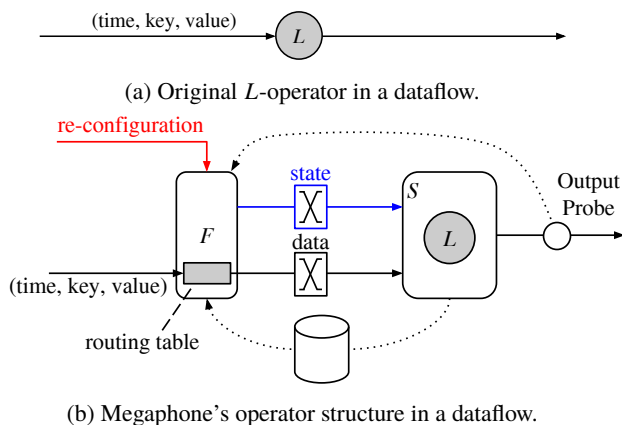 (time, key, value)
L
(a) Original L-operator in a dataflow.
re-configuration
state
S
Output
Probe
F
L
data
(time, key, value)
routing table
(b) Megaphone's operator structure in a dataflow.